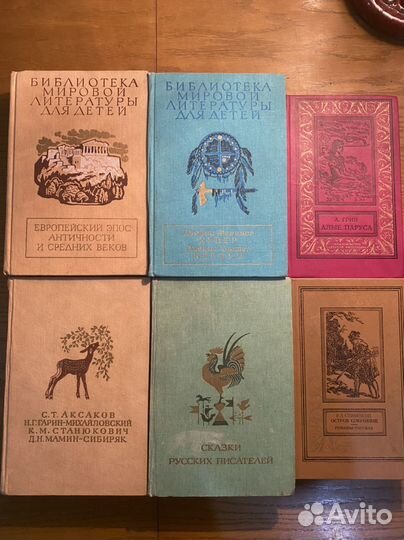 БИБЛИОТЕКА
МИРОВОЙ
ЛИТЕРАТУРЫ
ДЛЯ ДЕТЕЙ
ЕВРОПЕЙСКИЙ ЭПОС
АНТИЧНОСТИ
И СРЕДНИХ ВЕКОВ
БИБЛИОТЕКА
МИРОВОЙ
ЛИТЕРАТУРЫ
ДЛЯ ДЕТЕЙ
КУПЕР
А. ГРИН
АЛЫЕ ПАРУСА
С.Т. АКСАКОВ
Н.Г. ГАРИН-МИХАЙЛОВСКИЙ
К.М. СТАНЮКОВИЧ
Д.Н. МАМИН-СИБИРЯК
СКАЗКИ
РУССКИХ ПИСАТЕЛЕЙ
ОСТРОВ СОКРОВИЩ
Avito